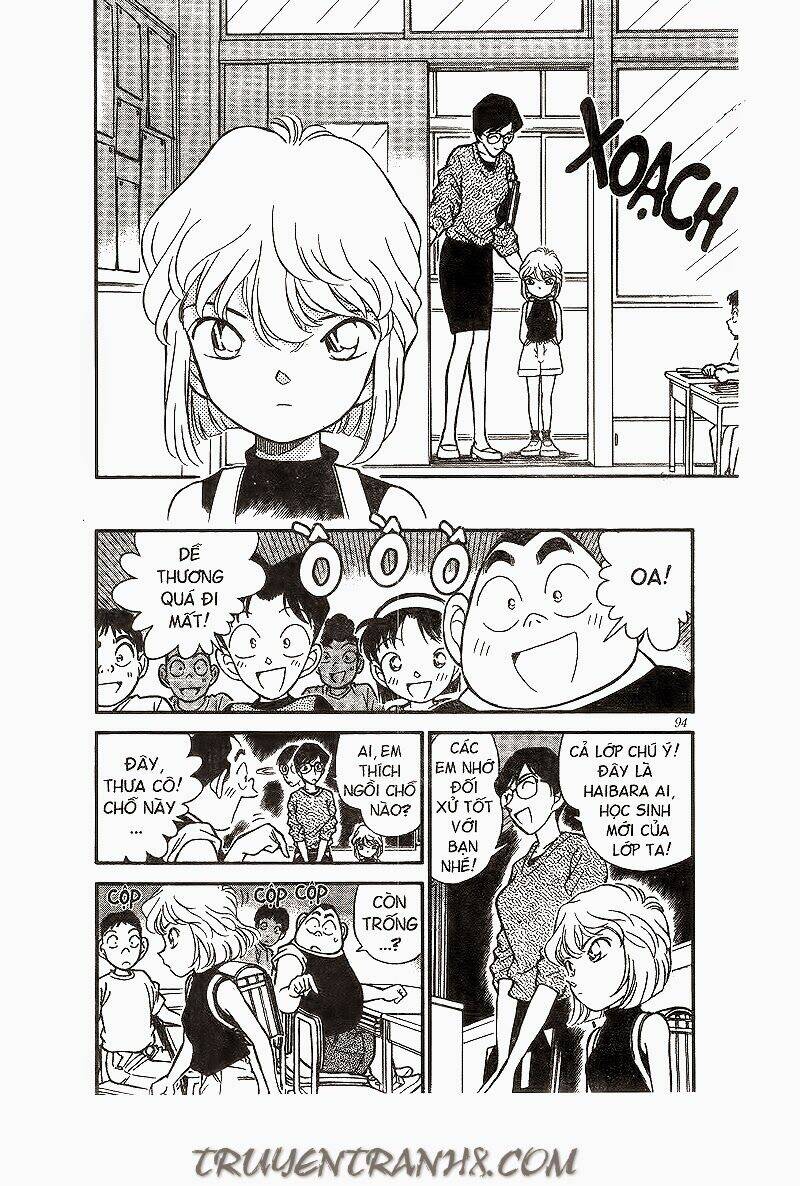 XOẠCH
DỄ
THƯƠNG
QUÁ ĐI
MẤT!
Ồ Ồ Ồ
OA!
94
CẢ LỚP CHÚ Ý!
ĐÂY LÀ
HAIBARA AI,
HỌC SINH
MỚI CỦA
LỚP TA!
CÁC
EM NHỚ
ĐỐI
XỬ TỐT
VỚI
BẠN
NHÉ!
AI, EM
THÍCH
NGỒI CHỖ
NÀO?
ĐÂY,
THƯA CÔ!
CHỖ NÀY
...
CÒN
TRỐNG
...?
CỘP
CỘP
CỘP
TRUYENTRANH8.COM